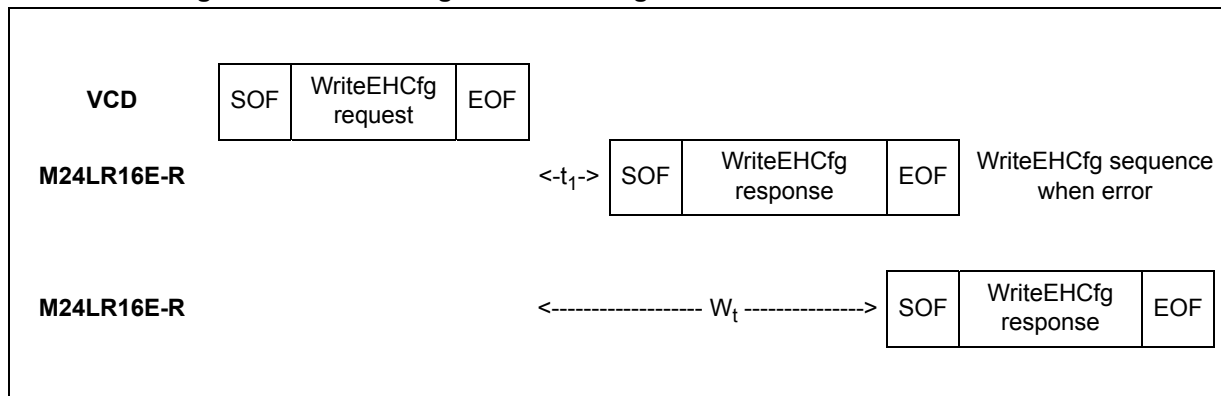 VCD
SOF
WriteEHCfg
request
EOF
M24LR16E-R
<-t1->
SOF
WriteEHCfg
response
EOF
WriteEHCfg sequence
when error
M24LR16E-R
<------------------- Wt --------------->
SOF
WriteEHCfg
response
EOF